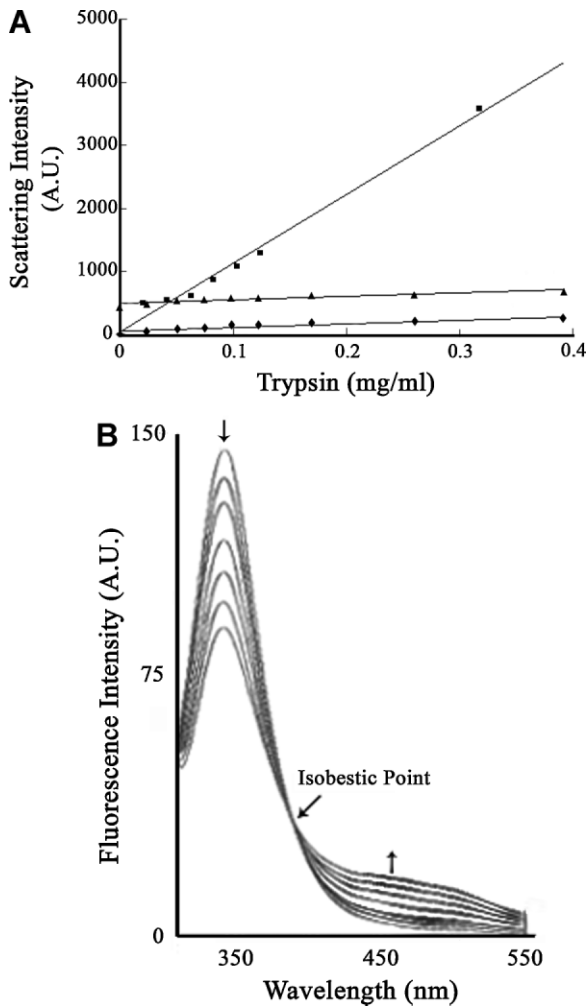 A
5000
4000
3000
2000
1000
0
Scattering Intensity
(A.U.)
0 0.1 0.2 0.3 0.4
Trypsin (mg/ml)
B
150
75
0
Fluorescence Intensity (A.U.)
Isobestic Point
350 450 550
Wavelength (nm)